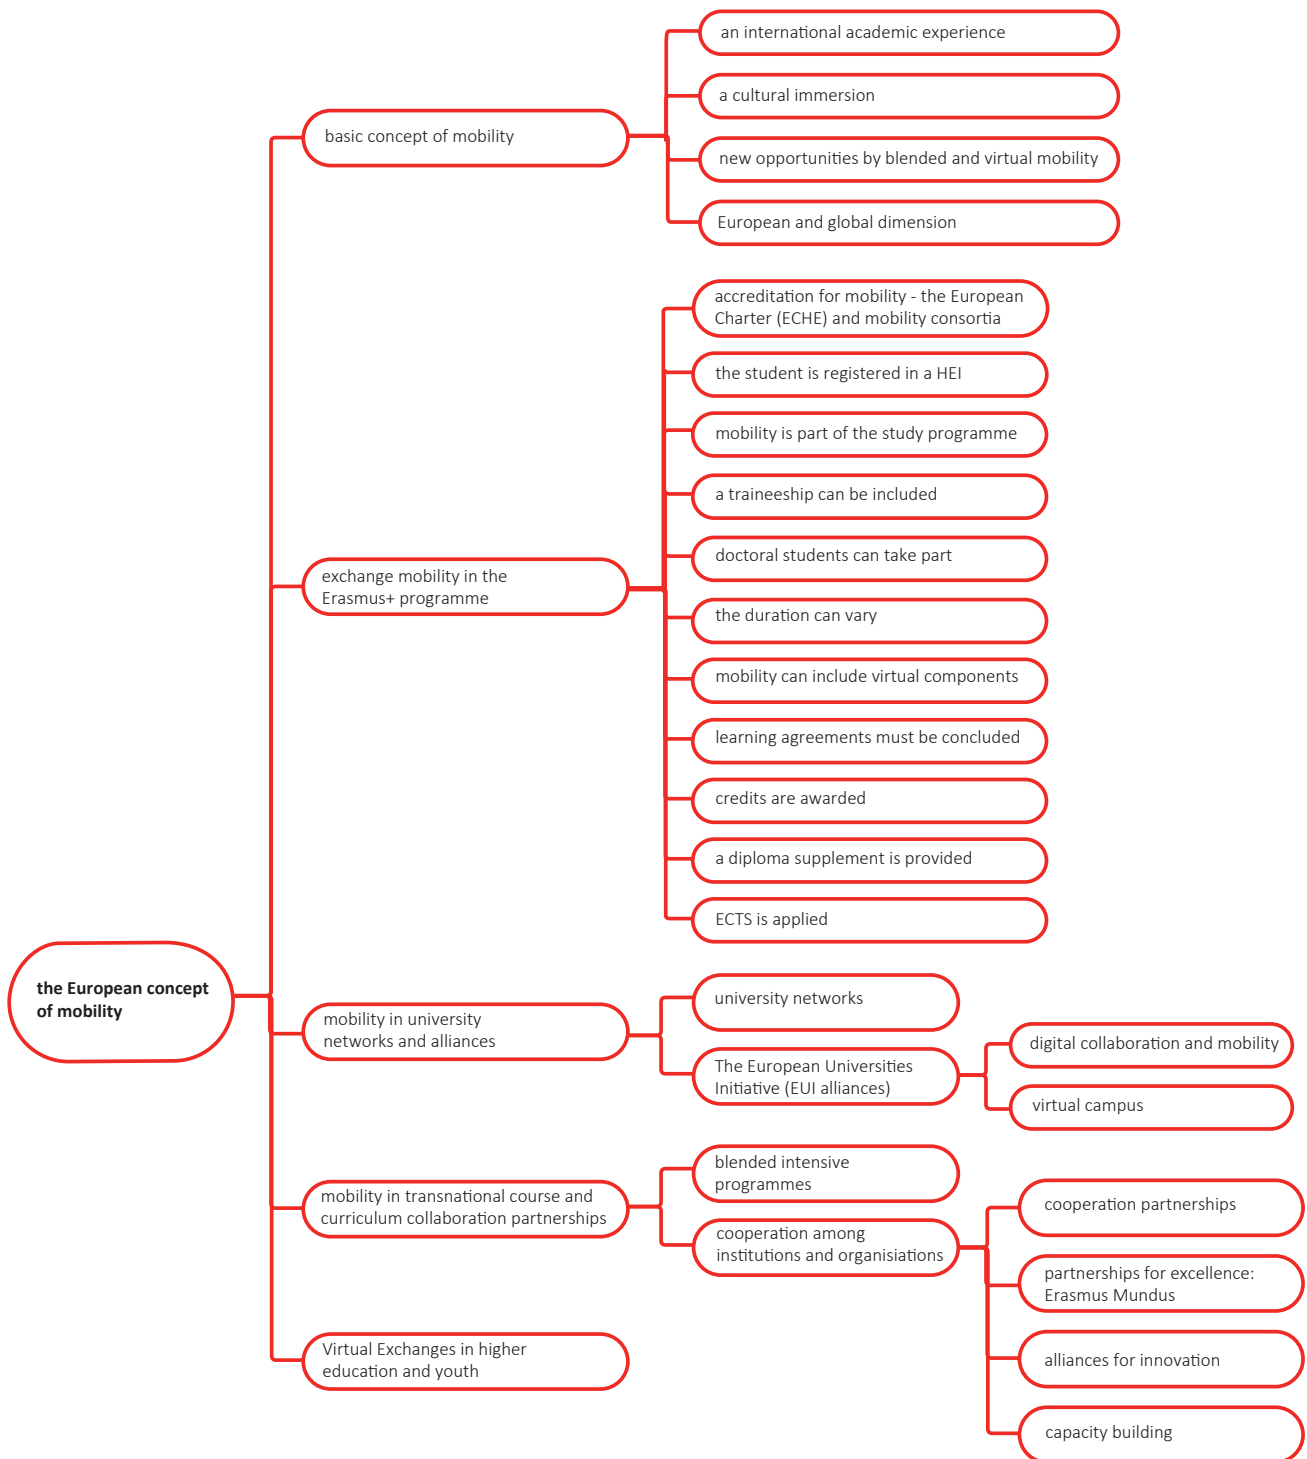 an international academic experience
a cultural immersion
basic concept of mobility
new opportunities by blended and virtual mobility
European and global dimension
accreditation for mobility - the European
Charter (ECHE) and mobility consortia
the student is registered in a HEI
mobility is part of the study programme
a traineeship can be included
doctoral students can take part
exchange mobility in the
Erasmus+ programme
the duration can vary
mobility can include virtual components
learning agreements must be concluded
credits are awarded
a diploma supplement is provided
ECTS is applied
the European concept
of mobility
university networks
mobility in university
networks and alliances
The European Universities
Initiative (EUI alliances)
digital collaboration and mobility
virtual campus
blended intensive
programmes
mobility in transnational course and
curriculum collaboration partnerships
cooperation among
institutions and organisiations
cooperation partnerships
partnerships for excellence:
Erasmus Mundus
alliances for innovation
capacity building
Virtual Exchanges in higher
education and youth